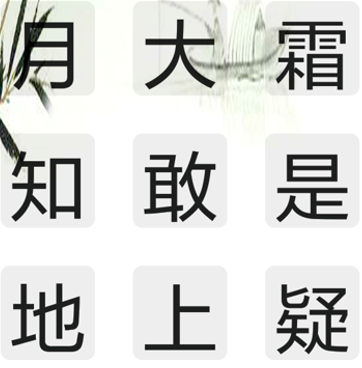 月 大 霜
知 敢 是
地 上 疑